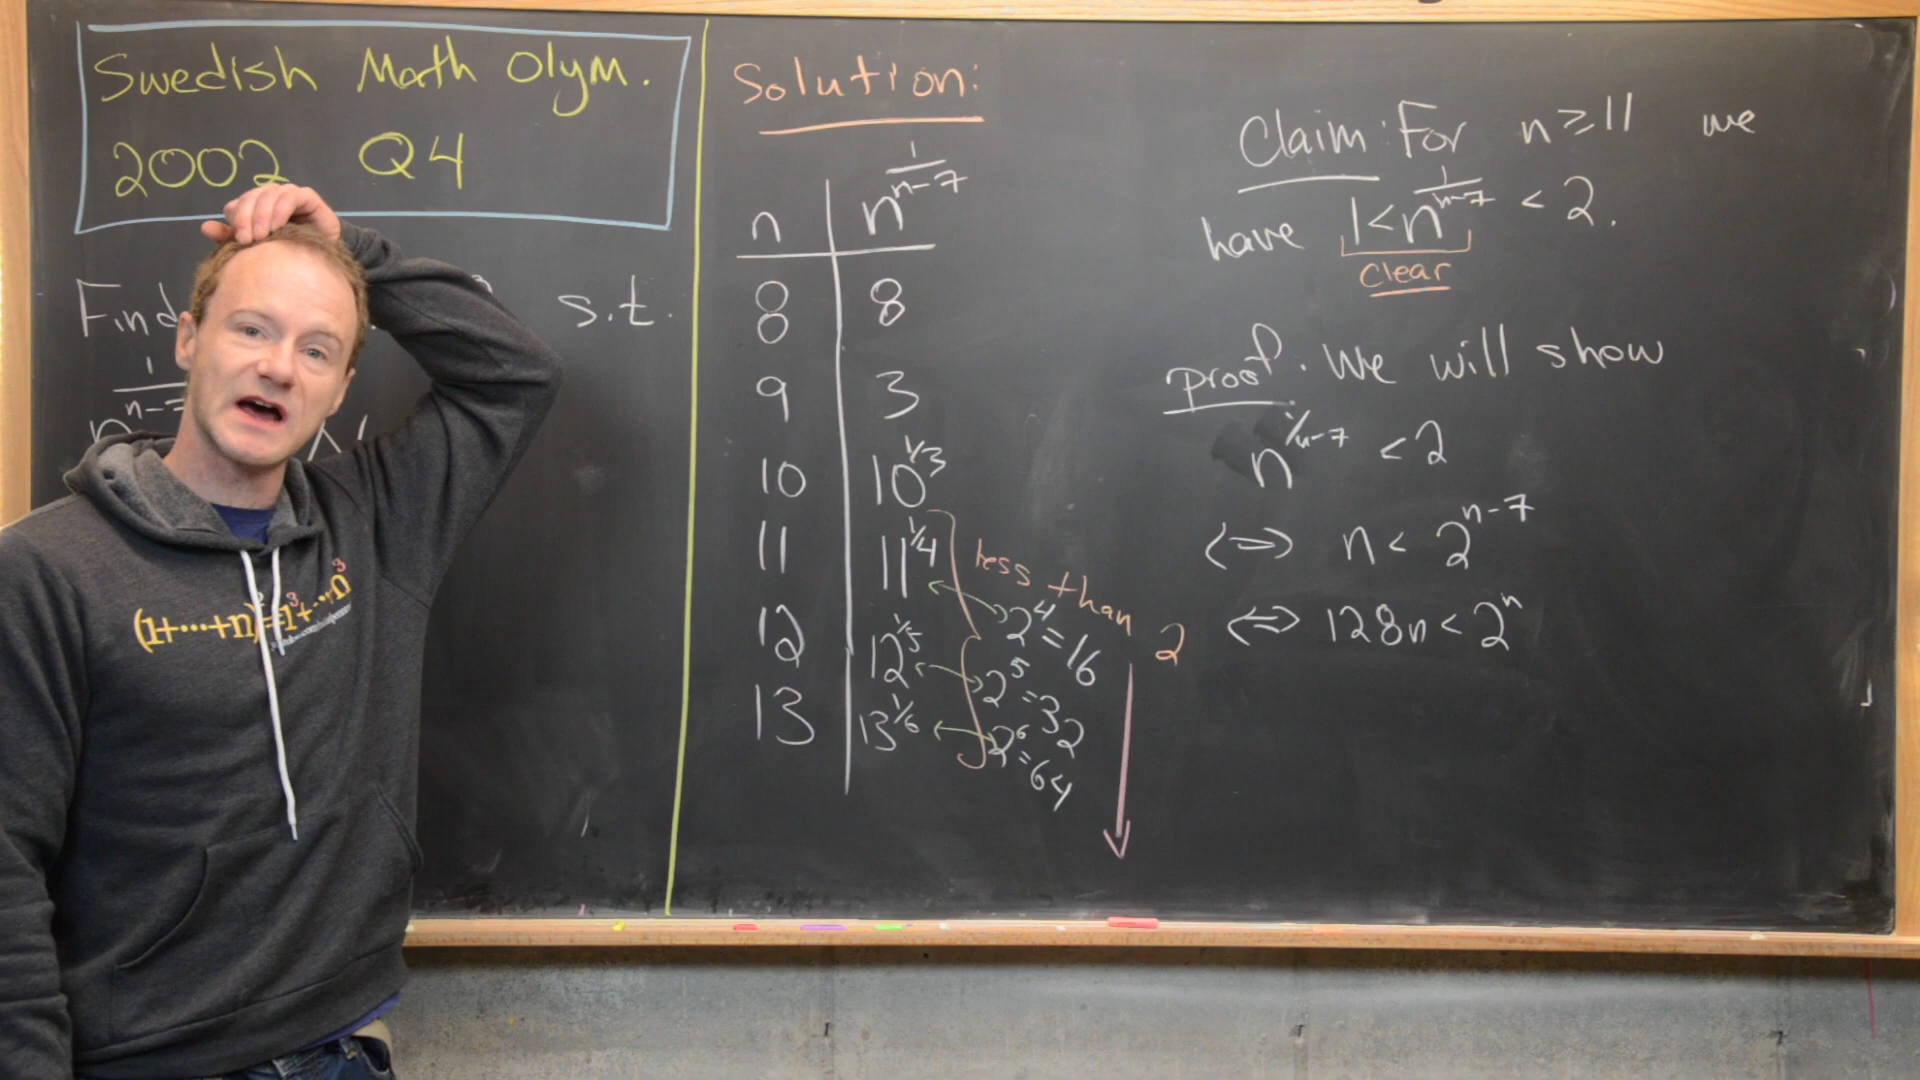 Swedish Math Olym.
2002 Q4
Find s.t.
n^{1/(n-7)}
Solution:
n | n^{1/(n-7)}
8 | 8
9 | 3
10 | 10^{1/3}
11 | 11^{1/4}
12 | 12^{1/5}
13 | 13^{1/6}
less than 2
2^4 = 16
2^5 = 32
2^6 = 64
Claim: For n ≥ 11 we
have 1 < n^{1/(n-7)} < 2.
clear
proof. We will show
n^{1/n-7} < 2
⟺ n < 2^{n-7}
⟺ 128n < 2^n
(1+···+n)^2=1^3+···+n^3